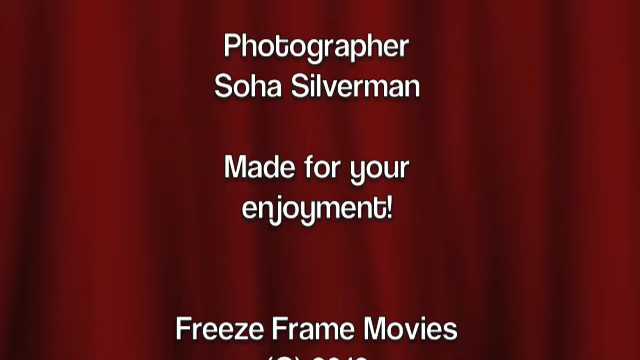 Photographer
Soha Silverman
Made for your
enjoyment!
Freeze Frame Movies